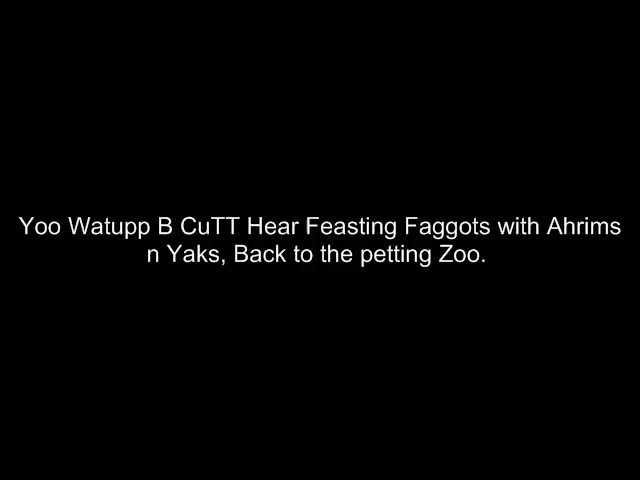 Yoo Watupp B CuTT Hear Feasting Faggots with Ahrims
n Yaks, Back to the petting Zoo.